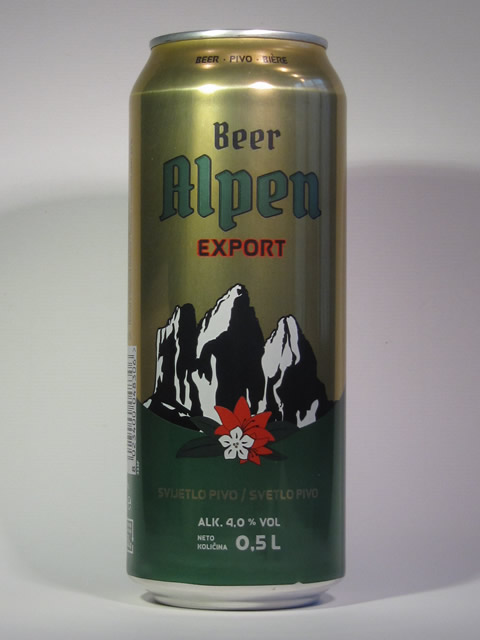 BEER · PIVO · BIÈRE
Beer
Alpen
EXPORT
SVIJETLO PIVO / SVETLO PIVO
ALK. 4,0 % VOL
NETO
KOLIČINA 0,5 L